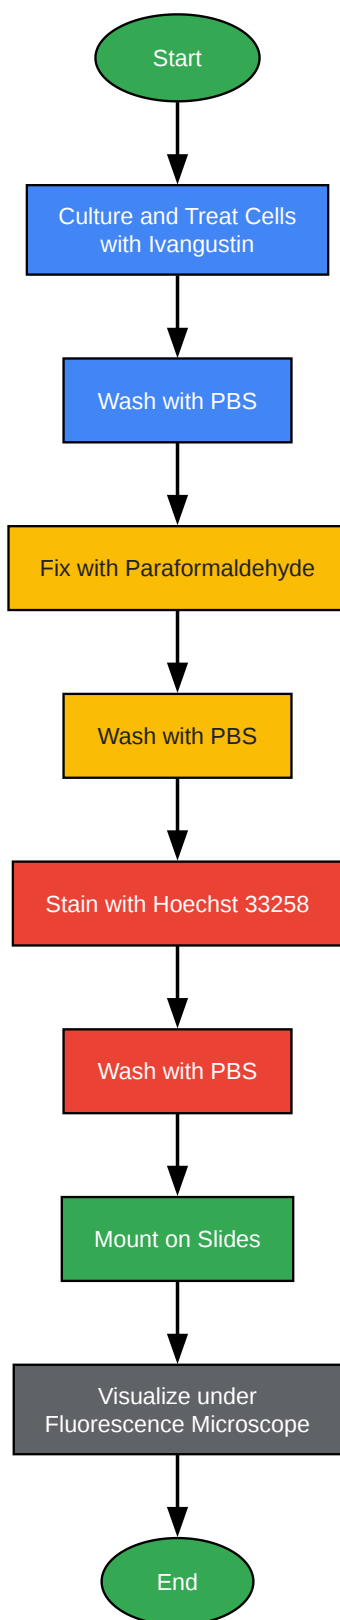 Start
Culture and Treat Cells
with Ivangustin
Wash with PBS
Fix with Paraformaldehyde
Wash with PBS
Stain with Hoechst 33258
Wash with PBS
Mount on Slides
Visualize under
Fluorescence Microscope
End